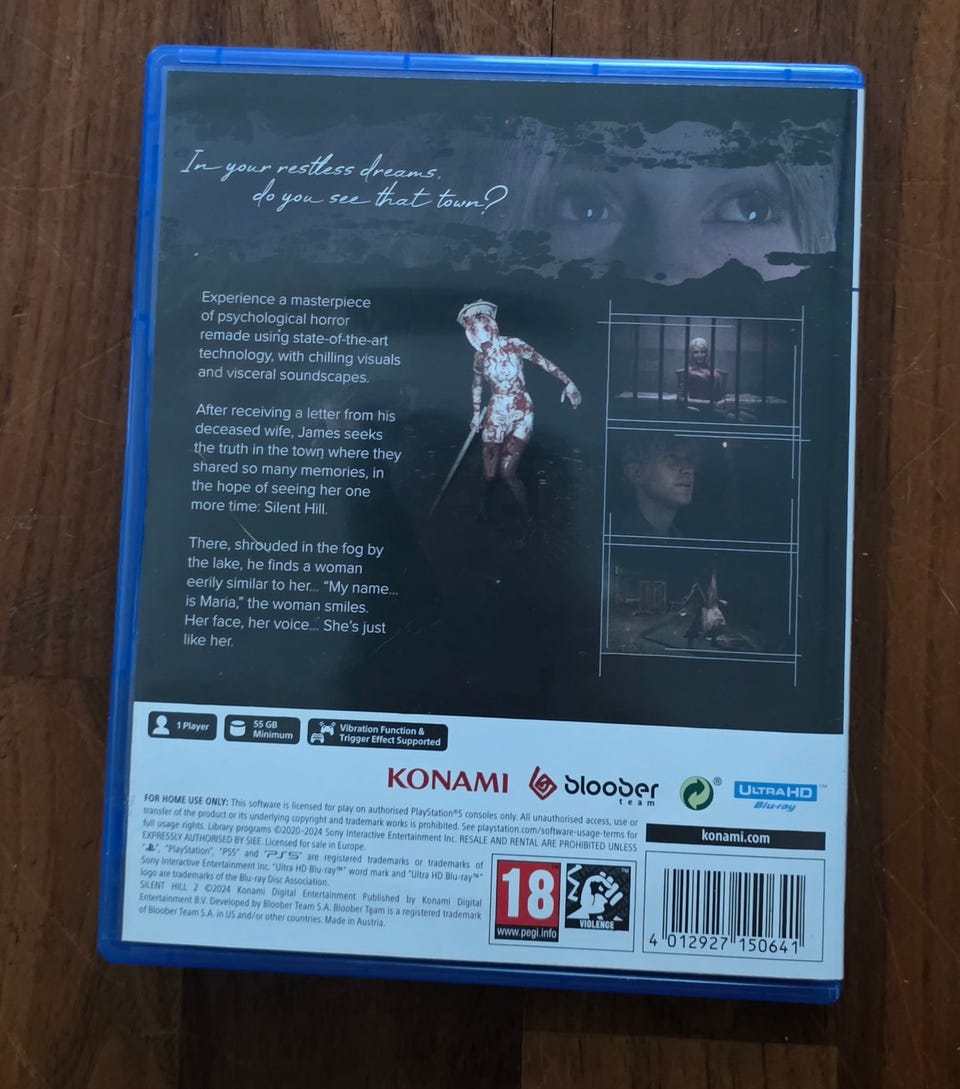 In your restless dreams,
do you see that town?
Experience a masterpiece
of psychological horror
remade using state-of-the-art
technology, with chilling visuals
and visceral soundscapes.
After receiving a letter from his
deceased wife, James seeks
the truth in the town where they
shared so many memories, in
the hope of seeing her one
more time: Silent Hill.
There, shrouded in the fog by
the lake, he finds a woman
eerily similar to her... “My name...
is Maria,” the woman smiles.
Her face, her voice... She’s just
like her.
1 Player
55 GB
Minimum
Vibration Function &
Trigger Effect Supported
KONAMI
bloober
team
®
ULTRA HD™
Blu-ray
konami.com
FOR HOME USE ONLY: This software is licensed for play on authorised PlayStation®5 consoles only. All unauthorised access, use or
transfer of the product or its underlying copyright and trademark works is prohibited. See playstation.com/software-usage-terms for
full usage rights. Library programs ©2020-2024 Sony Interactive Entertainment Inc. RESALE AND RENTAL ARE PROHIBITED UNLESS
EXPRESSLY AUTHORISED BY SIEE. Licensed for sale in Europe.
“PS”, “PlayStation”, “PS5” and “PS5” are registered trademarks or trademarks of
Sony Interactive Entertainment Inc. “Ultra HD Blu-ray™” word mark and “Ultra HD Blu-ray™”
logo are trademarks of the Blu-ray Disc Association.
SILENT HILL 2 ©2024 Konami Digital Entertainment Published by Konami Digital
Entertainment B.V. Developed by Bloober Team S.A. Bloober Team is a registered trademark
of Bloober Team S.A. in US and/or other countries. Made in Austria.
18
www.pegi.info
VIOLENCE
™
4 012927 150641